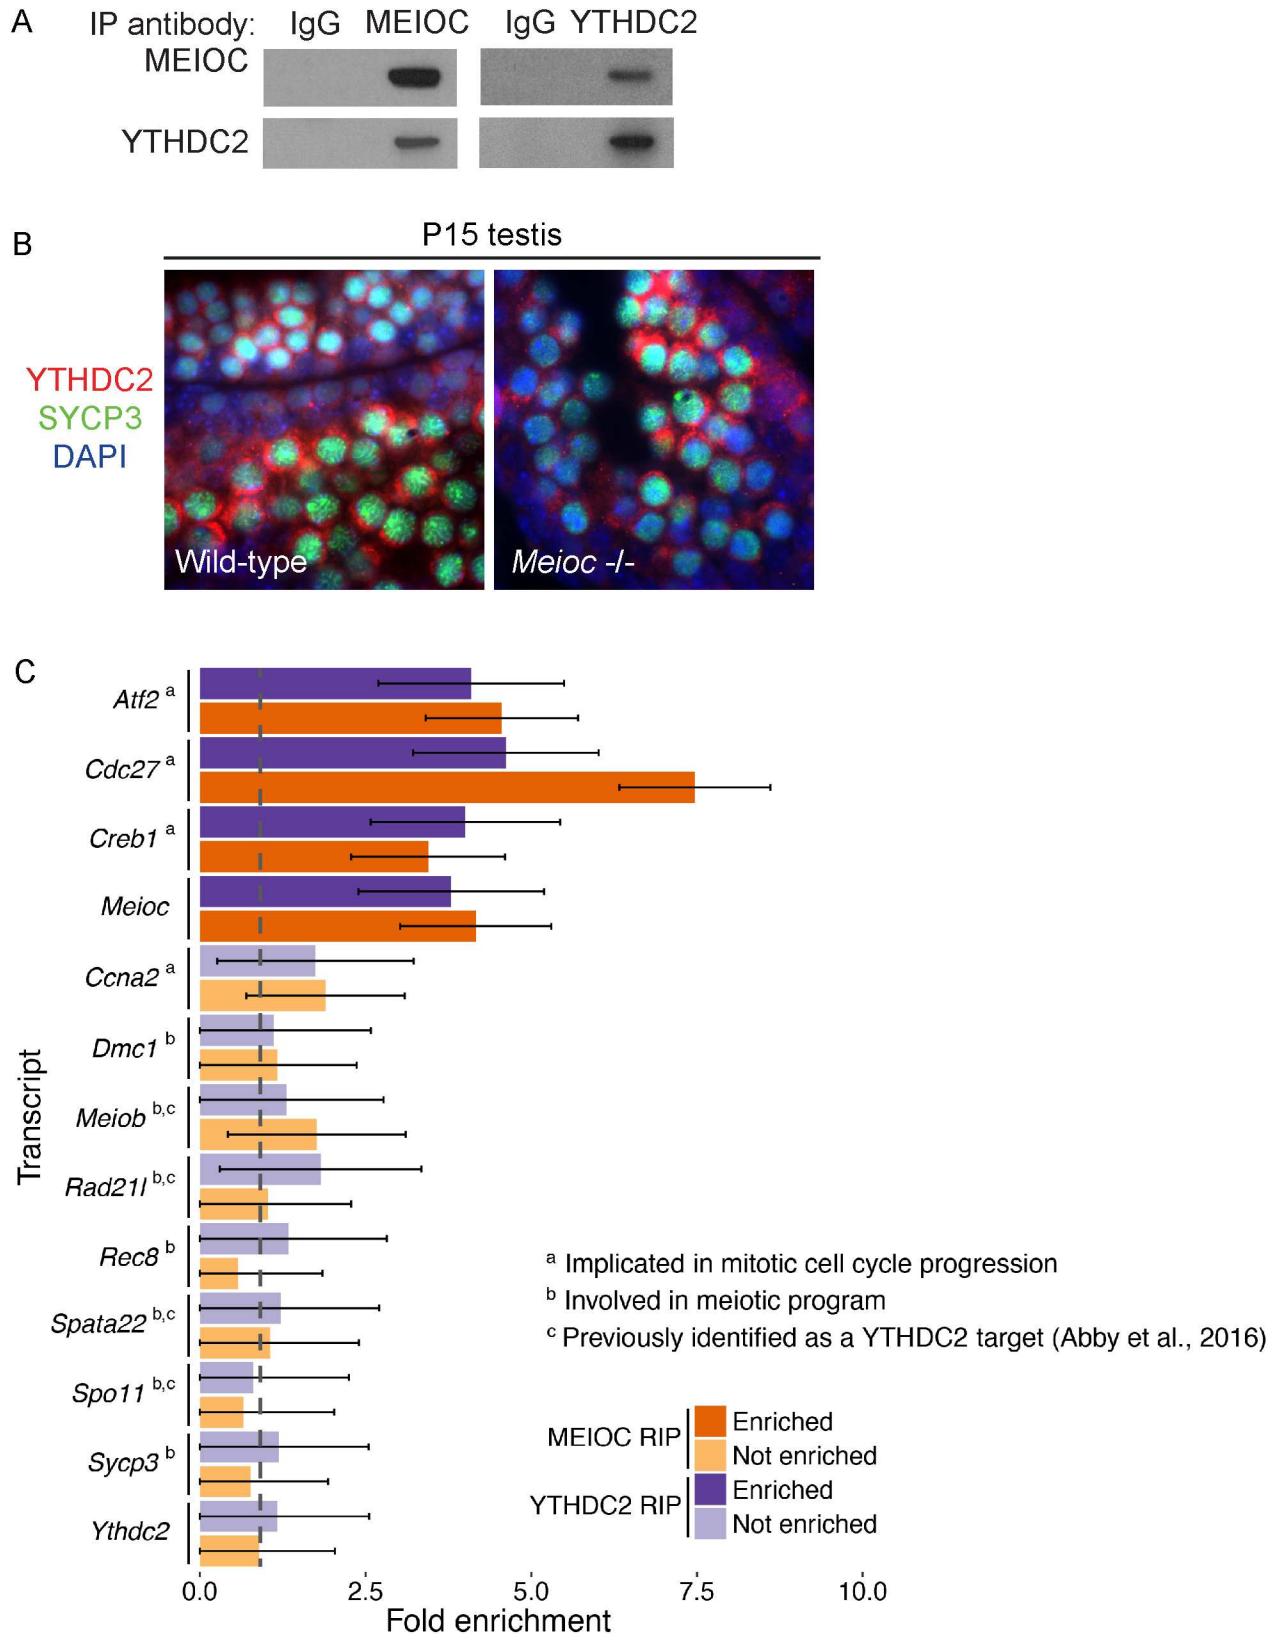 A
IP antibody: IgG MEIOC IgG YTHDC2
MEIOC
YTHDC2
B
P15 testis
YTHDC2
SYCP3
DAPI
Wild-type
Meioc -/-
C
Transcript
Atf2 a
Cdc27 a
Creb1 a
Meioc
Ccna2 a
Dmc1 b
Meiob b,c
Rad21l b,c
Rec8 b
Spata22 b,c
Spo11 b,c
Sycp3 b
Ythdc2
a Implicated in mitotic cell cycle progression
b Involved in meiotic program
c Previously identified as a YTHDC2 target (Abby et al., 2016)
MEIOC RIP
Enriched
Not enriched
YTHDC2 RIP
Enriched
Not enriched
0.0 2.5 5.0 7.5 10.0
Fold enrichment